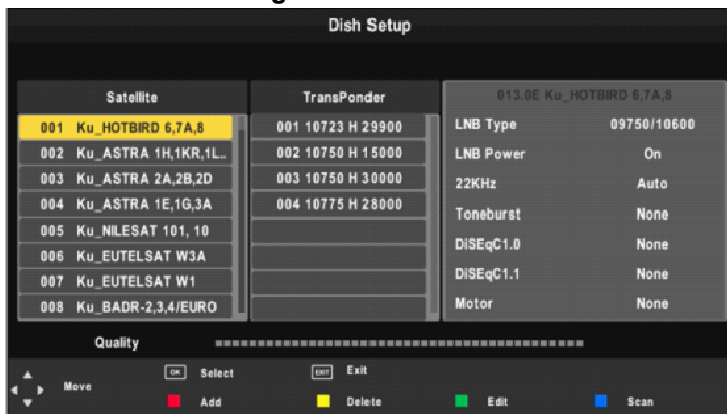 Dish Setup
Satellite
001 Ku_HOTBIRD 6,7A,8
002 Ku_ASTRA 1H,1KR,1L..
003 Ku_ASTRA 2A,2B,2D
004 Ku_ASTRA 1E,1G,3A
005 Ku_NILESAT 101, 10
006 Ku_EUTELSAT W3A
007 Ku_EUTELSAT W1
008 Ku_BADR-2,3,4/EURO
TransPonder
001 10723 H 29900
002 10750 H 15000
003 10750 H 30000
004 10775 H 28000
013.0E Ku_HOTBIRD 6,7A,8
LNB Type 09750/10600
LNB Power On
22KHz Auto
Toneburst None
DiSEqC1.0 None
DiSEqC1.1 None
Motor None
Quality
Move
OK Select
EXIT Exit
Add
Delete
Edit
Scan